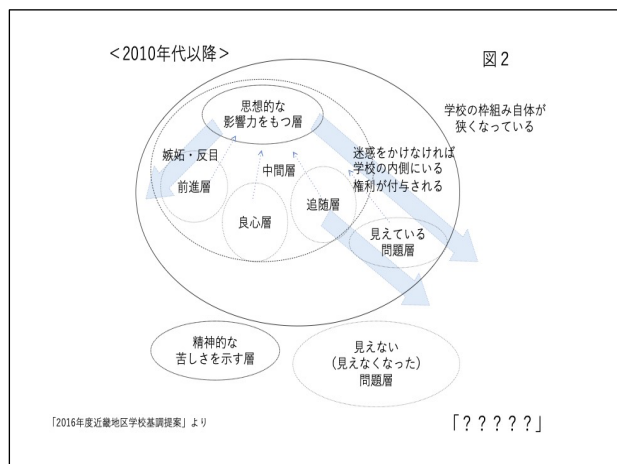 ＜2010年代以降＞
図２
思想的な
影響力をもつ層
学校の枠組み自体が
狭くなっている
嫉妬・反目
前進層
中間層
迷惑をかけなければ
学校の内側にいる
権利が付与される
良心層
追随層
見えている
問題層
精神的な
苦しさを示す層
見えない
(見えなくなった)
問題層
「2016年度近畿地区学校基調提案」より
「？？？？？」